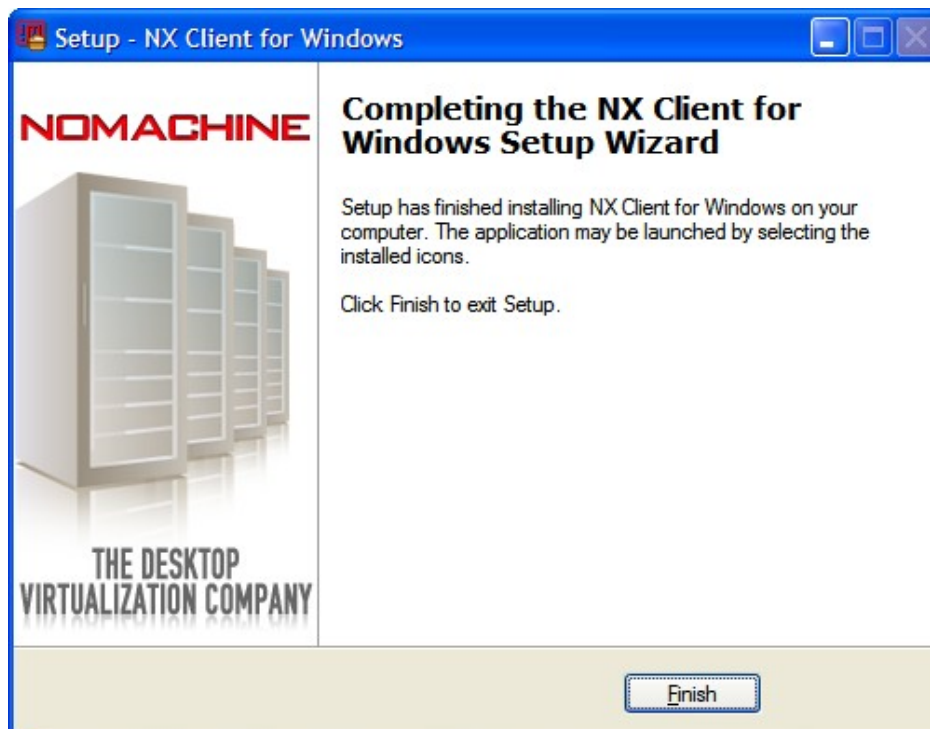 Setup - NX Client for Windows
NOMACHINE
THE DESKTOP
VIRTUALIZATION COMPANY
Completing the NX Client for
Windows Setup Wizard
Setup has finished installing NX Client for Windows on your
computer. The application may be launched by selecting the
installed icons.
Click Finish to exit Setup.
Finish